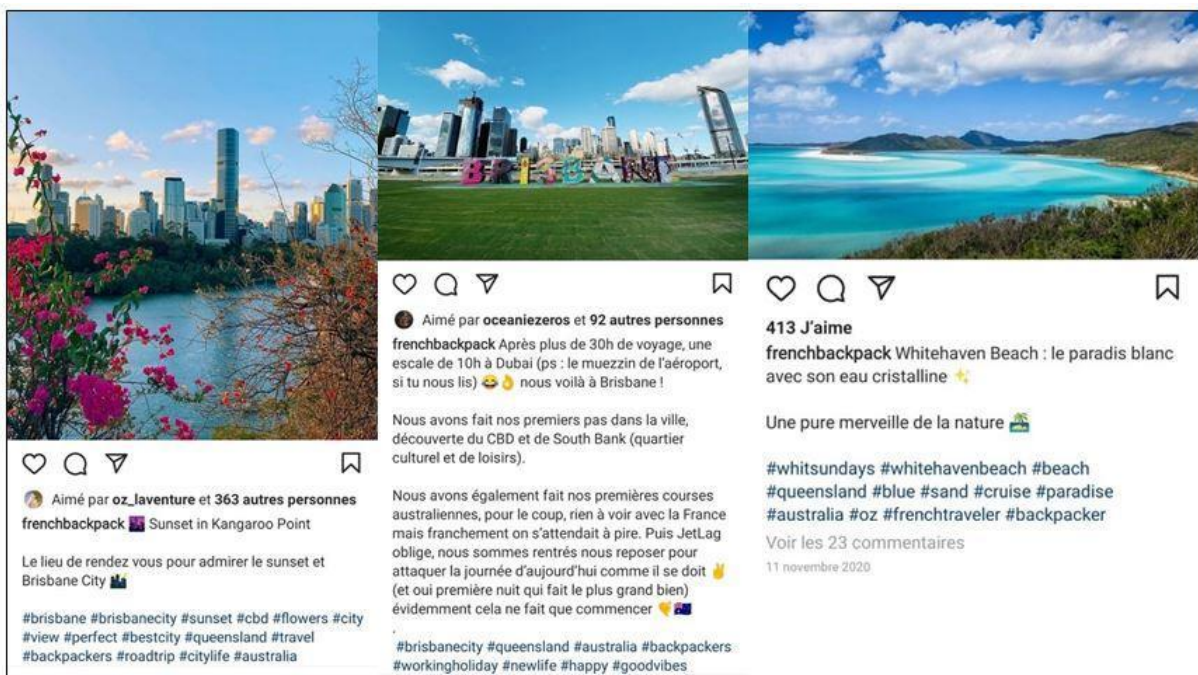 Aimé par oz_laventure et 363 autres personnes
frenchbackpack 🌆 Sunset in Kangaroo Point
Le lieu de rendez vous pour admirer le sunset et
Brisbane City 🌃
#brisbane #brisbanecity #sunset #cbd #flowers #city
#view #perfect #bestcity #queensland #travel
#backpackers #roadtrip #citylife #australia
BRISBANE
Aimé par oceaniezeros et 92 autres personnes
frenchbackpack Après plus de 30h de voyage, une
escale de 10h à Dubai (ps : le muezzin de l'aéroport,
si tu nous lis) 😂👌 nous voilà à Brisbane !
Nous avons fait nos premiers pas dans la ville,
découverte du CBD et de South Bank (quartier
culturel et de loisirs).
Nous avons également fait nos premières courses
australiennes, pour le coup, rien à voir avec la France
mais franchement on s'attendait à pire. Puis JetLag
oblige, nous sommes rentrés nous reposer pour
attaquer la journée d'aujourd'hui comme il se doit ✌
(et oui première nuit qui fait le plus grand bien)
évidemment cela ne fait que commencer 🤙🇦🇺
.
#brisbanecity #queensland #australia #backpackers
#workingholiday #newlife #happy #goodvibes
413 J'aime
frenchbackpack Whitehaven Beach : le paradis blanc
avec son eau cristalline ✨
Une pure merveille de la nature 🏝
#whitsundays #whitehavenbeach #beach
#queensland #blue #sand #cruise #paradise
#australia #oz #frenchtraveler #backpacker
Voir les 23 commentaires
11 novembre 2020